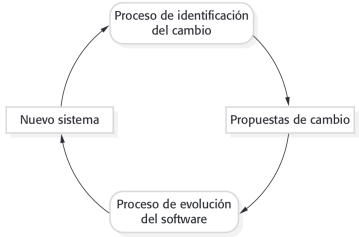 Proceso de identificación
del cambio
Nuevo sistema
Propuestas de cambio
Proceso de evolución
del software